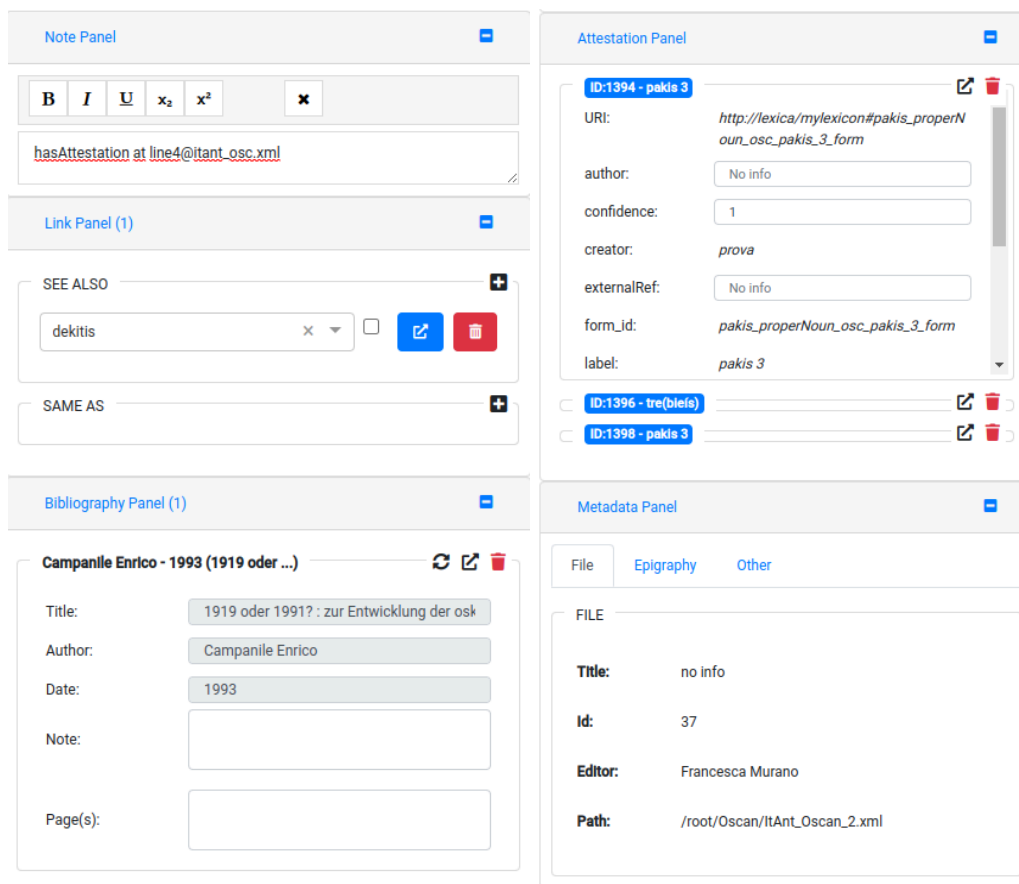 Note Panel
B I U x₂ x² ✖
hasAttestation at line4@itant_osc.xml
Link Panel (1)
SEE ALSO
dekitis
SAME AS
Bibliography Panel (1)
Campanile Enrico - 1993 (1919 oder ...)
Title: 1919 oder 1991? : zur Entwicklung der osk
Author: Campanile Enrico
Date: 1993
Note:
Page(s):
Attestation Panel
ID:1394 - pakis 3
URI: http://lexica/mylexicon#pakis_properN
oun_osc_pakis_3_form
author: No info
confidence: 1
creator: prova
externalRef: No info
form_id: pakis_properNoun_osc_pakis_3_form
label: pakis 3
ID:1396 - tre(bieís)
ID:1398 - pakis 3
Metadata Panel
File Epigraphy Other
FILE
Title: no info
Id: 37
Editor: Francesca Murano
Path: /root/Oscan/ItAnt_Oscan_2.xml